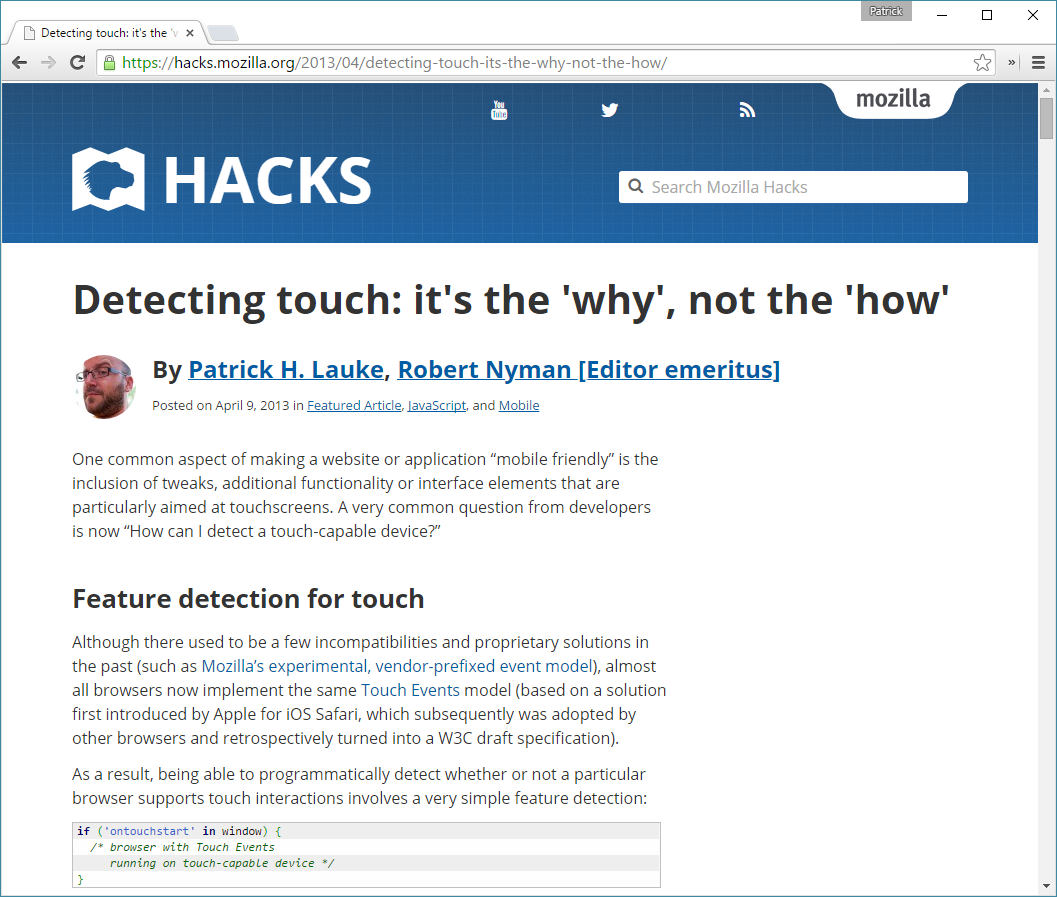 Patrick
Detecting touch: it's the 'v
https://hacks.mozilla.org/2013/04/detecting-touch-its-the-why-not-the-how/
You
Tube
mozilla
HACKS
Search Mozilla Hacks
Detecting touch: it's the 'why', not the 'how'
By Patrick H. Lauke, Robert Nyman [Editor emeritus]
Posted on April 9, 2013 in Featured Article, JavaScript, and Mobile
One common aspect of making a website or application “mobile friendly” is the
inclusion of tweaks, additional functionality or interface elements that are
particularly aimed at touchscreens. A very common question from developers
is now “How can I detect a touch-capable device?”
Feature detection for touch
Although there used to be a few incompatibilities and proprietary solutions in
the past (such as Mozilla’s experimental, vendor-prefixed event model), almost
all browsers now implement the same Touch Events model (based on a solution
first introduced by Apple for iOS Safari, which subsequently was adopted by
other browsers and retrospectively turned into a W3C draft specification).
As a result, being able to programmatically detect whether or not a particular
browser supports touch interactions involves a very simple feature detection:
if ('ontouchstart' in window) {
/* browser with Touch Events
running on touch-capable device */
}